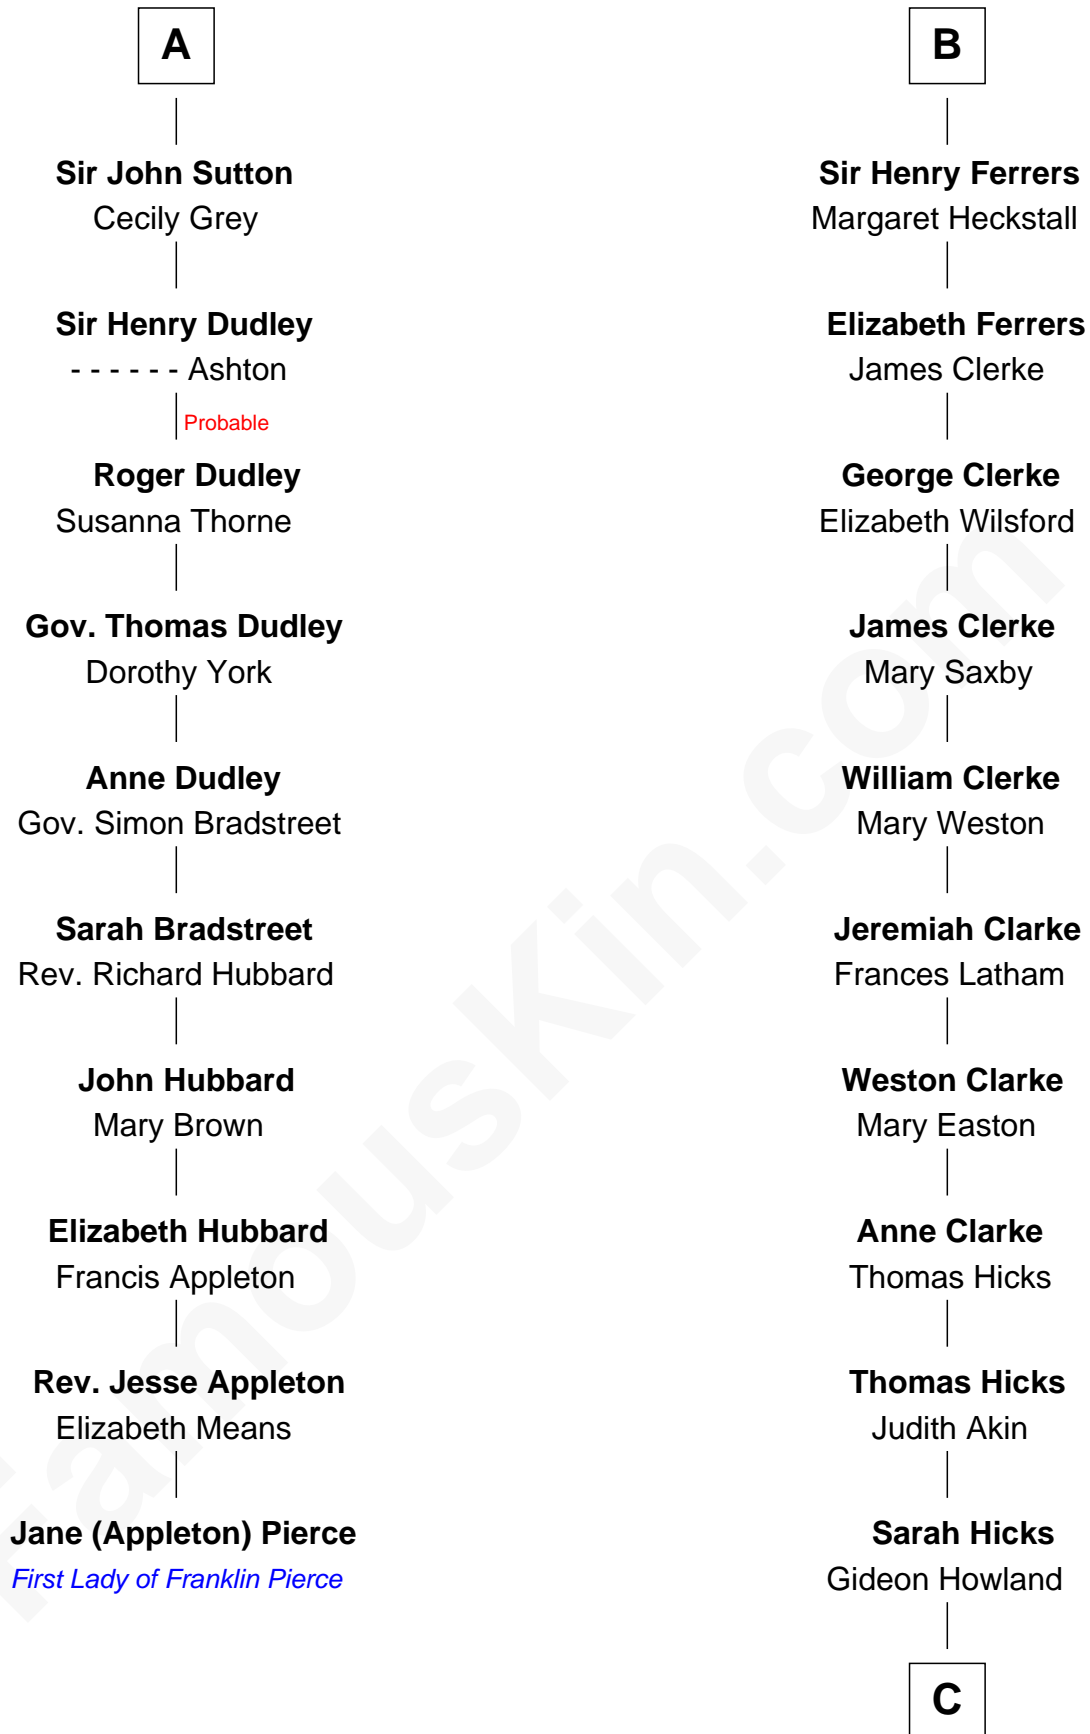 A
Sir John Sutton
Cecily Grey
Sir Henry Dudley
- - - - - - Ashton
Probable
Roger Dudley
Susanna Thorne
Gov. Thomas Dudley
Dorothy York
Anne Dudley
Gov. Simon Bradstreet
Sarah Bradstreet
Rev. Richard Hubbard
John Hubbard
Mary Brown
Elizabeth Hubbard
Francis Appleton
Rev. Jesse Appleton
Elizabeth Means
Jane (Appleton) Pierce
First Lady of Franklin Pierce
B
Sir Henry Ferrers
Margaret Heckstall
Elizabeth Ferrers
James Clerke
George Clerke
Elizabeth Wilsford
James Clerke
Mary Saxby
William Clerke
Mary Weston
Jeremiah Clarke
Frances Latham
Weston Clarke
Mary Easton
Anne Clarke
Thomas Hicks
Thomas Hicks
Judith Akin
Sarah Hicks
Gideon Howland
C
FamousKin.com